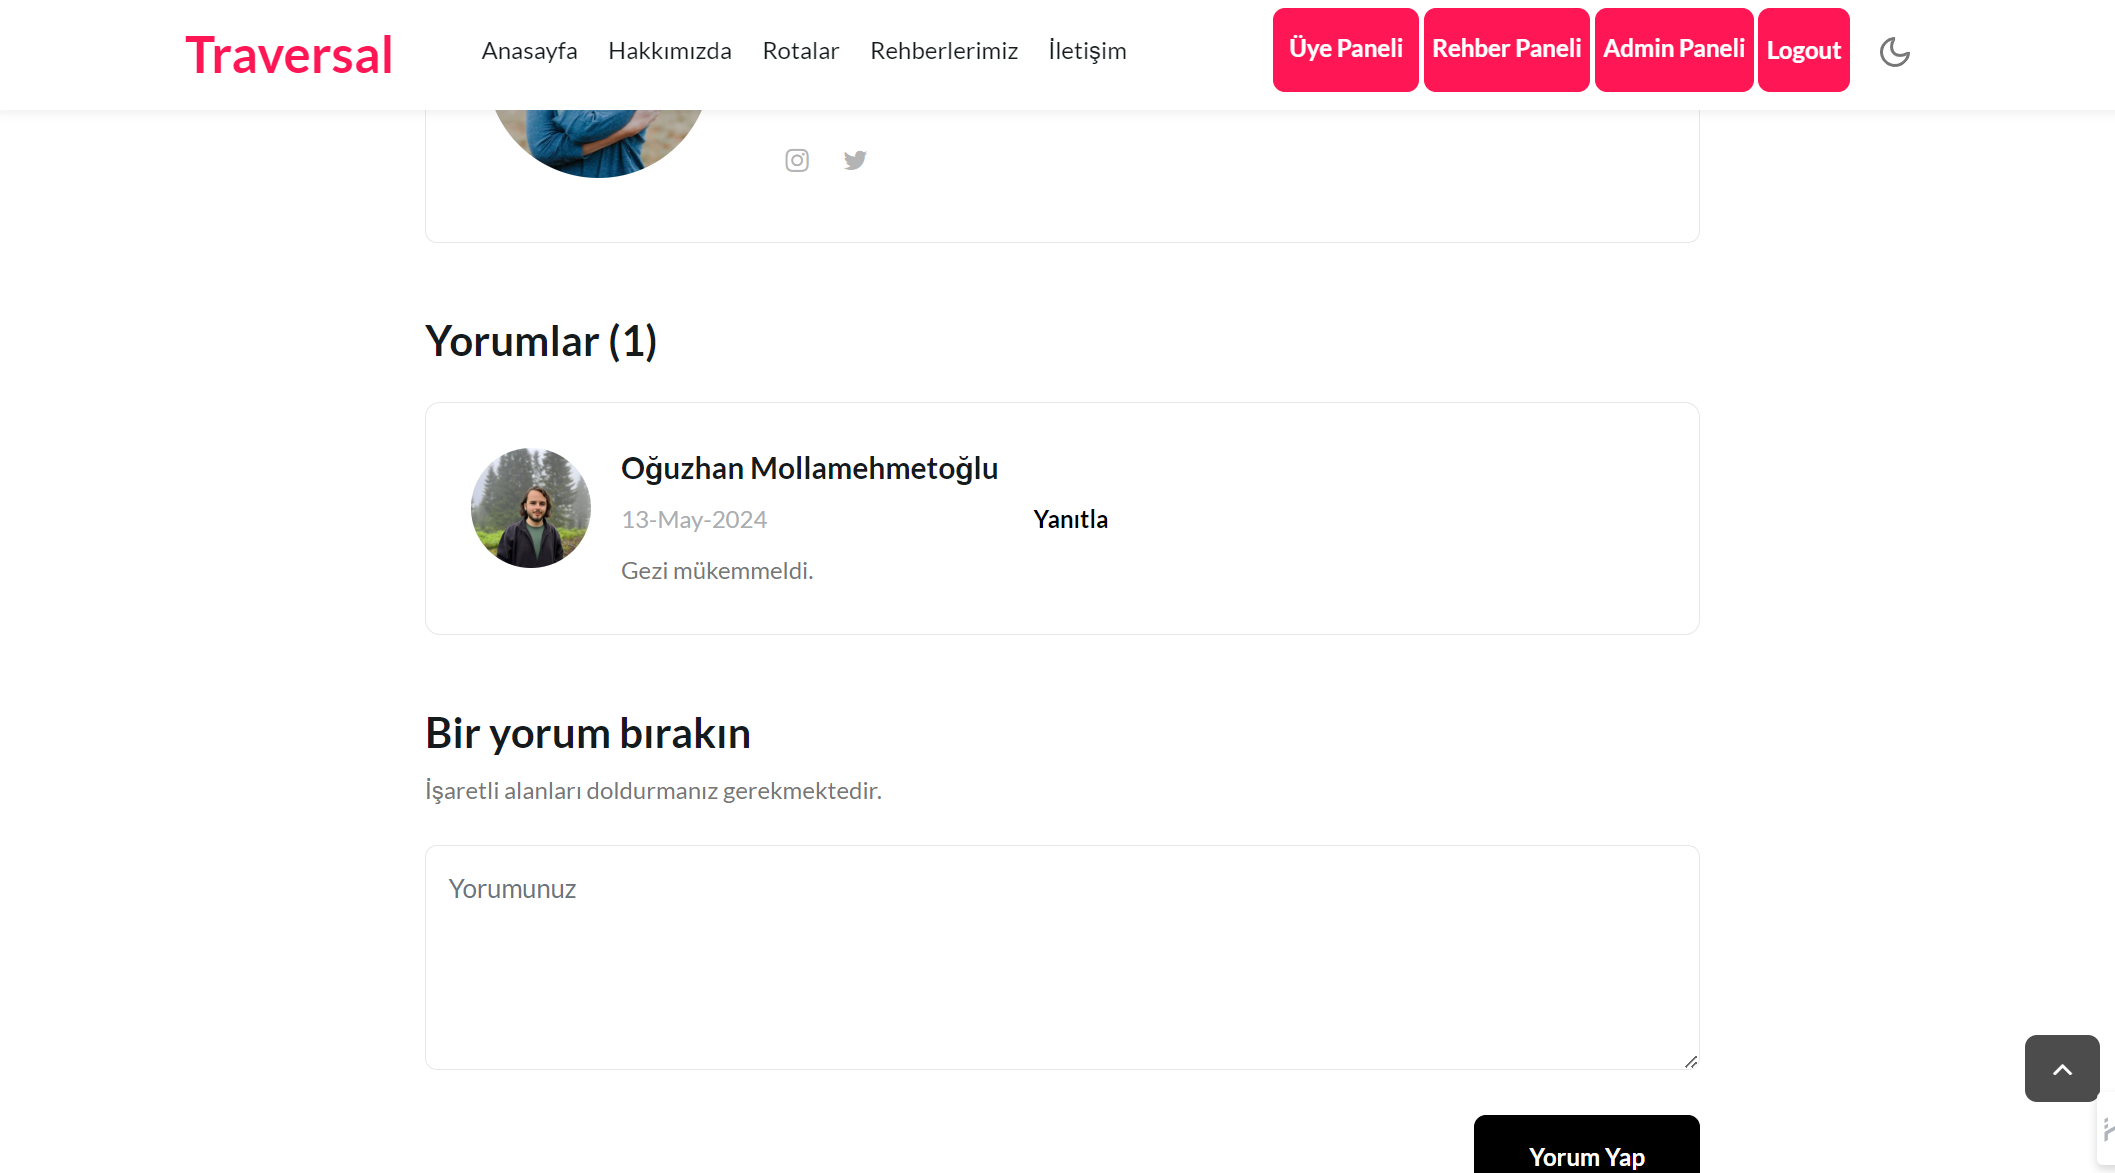 Traversal
Anasayfa
Hakkımızda
Rotalar
Rehberlerimiz
İletişim
Üye Paneli
Rehber Paneli
Admin Paneli
Logout
Yorumlar (1)
Oğuzhan Mollamehmetoğlu
13-May-2024
Yanıtla
Gezi mükemmeldi.
Bir yorum bırakın
İşaretli alanları doldurmanız gerekmektedir.
Yorumunuz
Yorum Yap